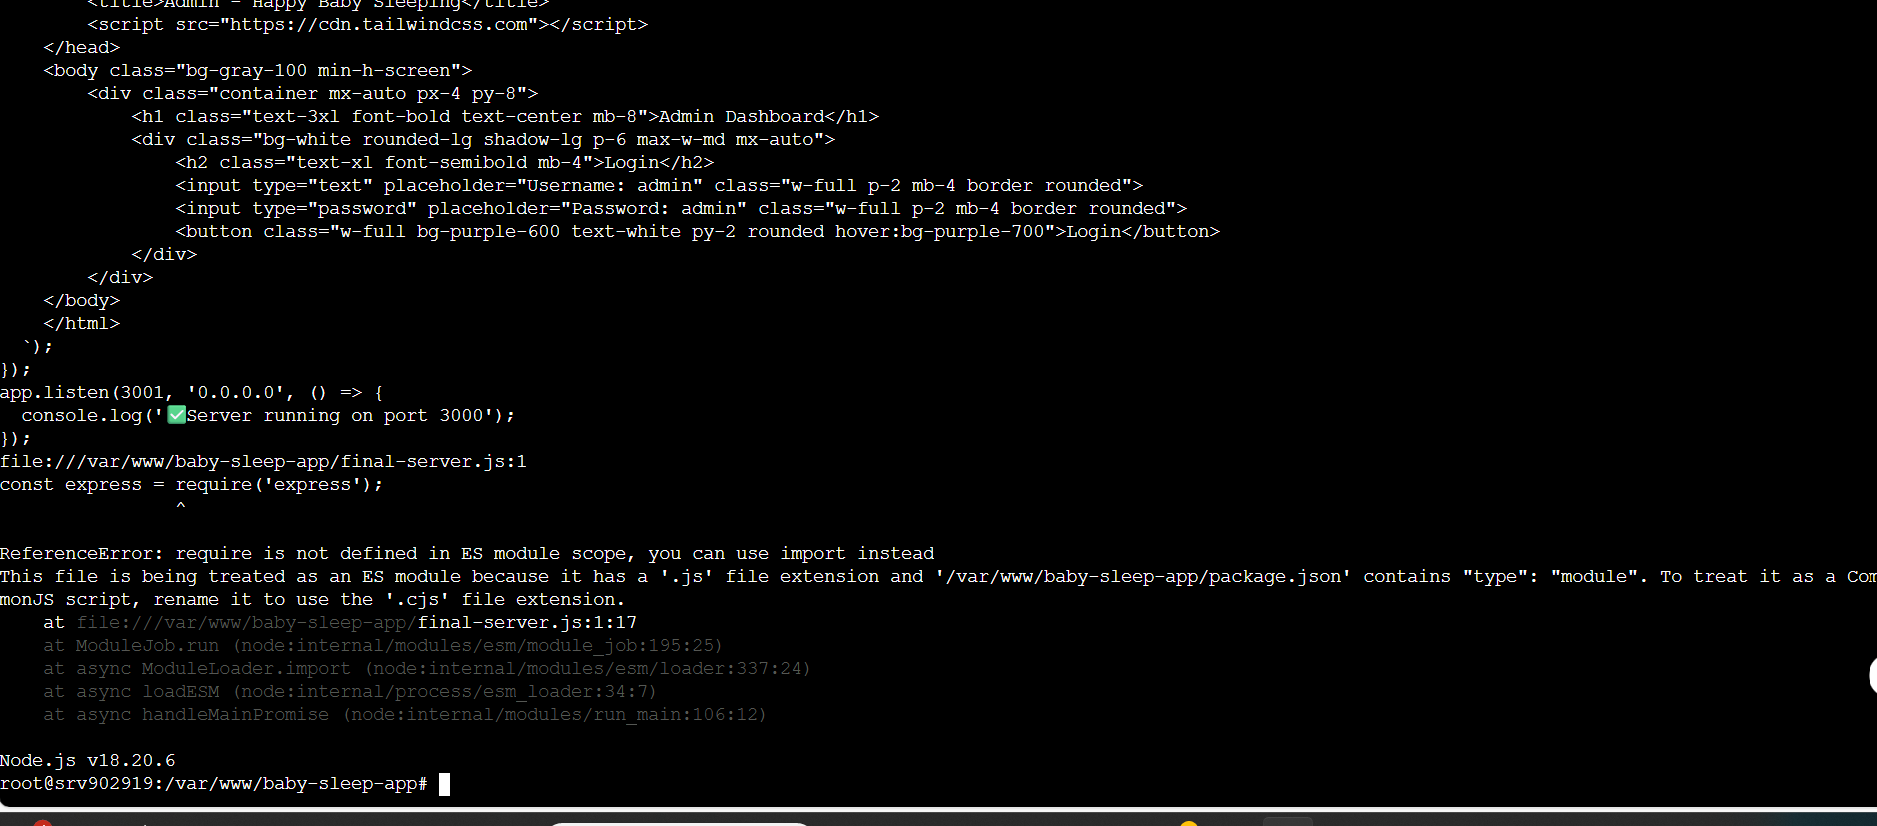 <title>Admin - Happy Baby Sleeping</title>
<script src="https://cdn.tailwindcss.com"></script>
</head>
<body class="bg-gray-100 min-h-screen">
<div class="container mx-auto px-4 py-8">
<h1 class="text-3xl font-bold text-center mb-8">Admin Dashboard</h1>
<div class="bg-white rounded-lg shadow-lg p-6 max-w-md mx-auto">
<h2 class="text-xl font-semibold mb-4">Login</h2>
<input type="text" placeholder="Username: admin" class="w-full p-2 mb-4 border rounded">
<input type="password" placeholder="Password: admin" class="w-full p-2 mb-4 border rounded">
<button class="w-full bg-purple-600 text-white py-2 rounded hover:bg-purple-700">Login</button>
</div>
</div>
</body>
</html>
`);
});
app.listen(3001, '0.0.0.0', () => {
console.log('✅Server running on port 3000');
});
file:///var/www/baby-sleep-app/final-server.js:1
const express = require('express');
^
ReferenceError: require is not defined in ES module scope, you can use import instead
This file is being treated as an ES module because it has a '.js' file extension and '/var/www/baby-sleep-app/package.json' contains "type": "module". To treat it as a Com
monJS script, rename it to use the '.cjs' file extension.
at file:///var/www/baby-sleep-app/final-server.js:1:17
at ModuleJob.run (node:internal/modules/esm/module_job:195:25)
at async ModuleLoader.import (node:internal/modules/esm/loader:337:24)
at async loadESM (node:internal/process/esm_loader:34:7)
at async handleMainPromise (node:internal/modules/run_main:106:12)
Node.js v18.20.6
root@srv902919:/var/www/baby-sleep-app#